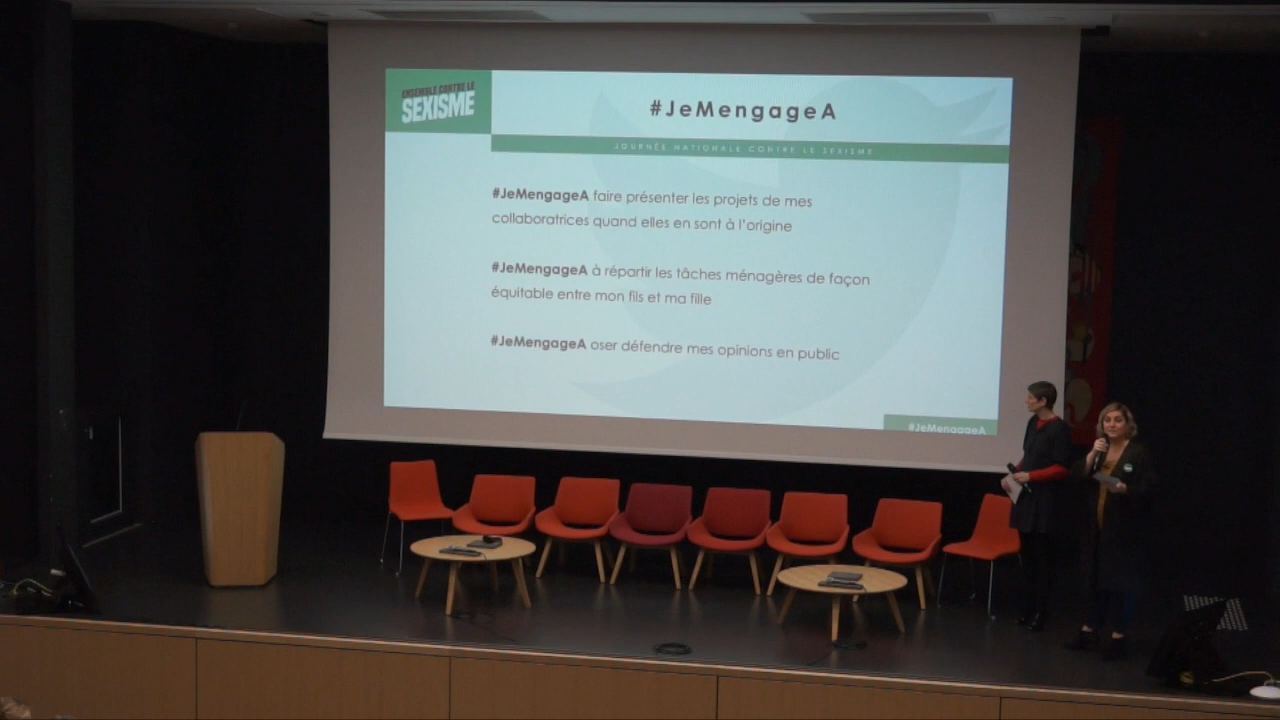 ENSEMBLE CONTRE LE
SEXISME
#JeMengageA
JOURNÉE NATIONALE CONTRE LE SEXISME
#JeMengageA faire présenter les projets de mes
collaboratrices quand elles en sont à l'origine
#JeMengageA à répartir les tâches ménagères de façon
équitable entre mon fils et ma fille
#JeMengageA oser défendre mes opinions en public
#JeMengageA